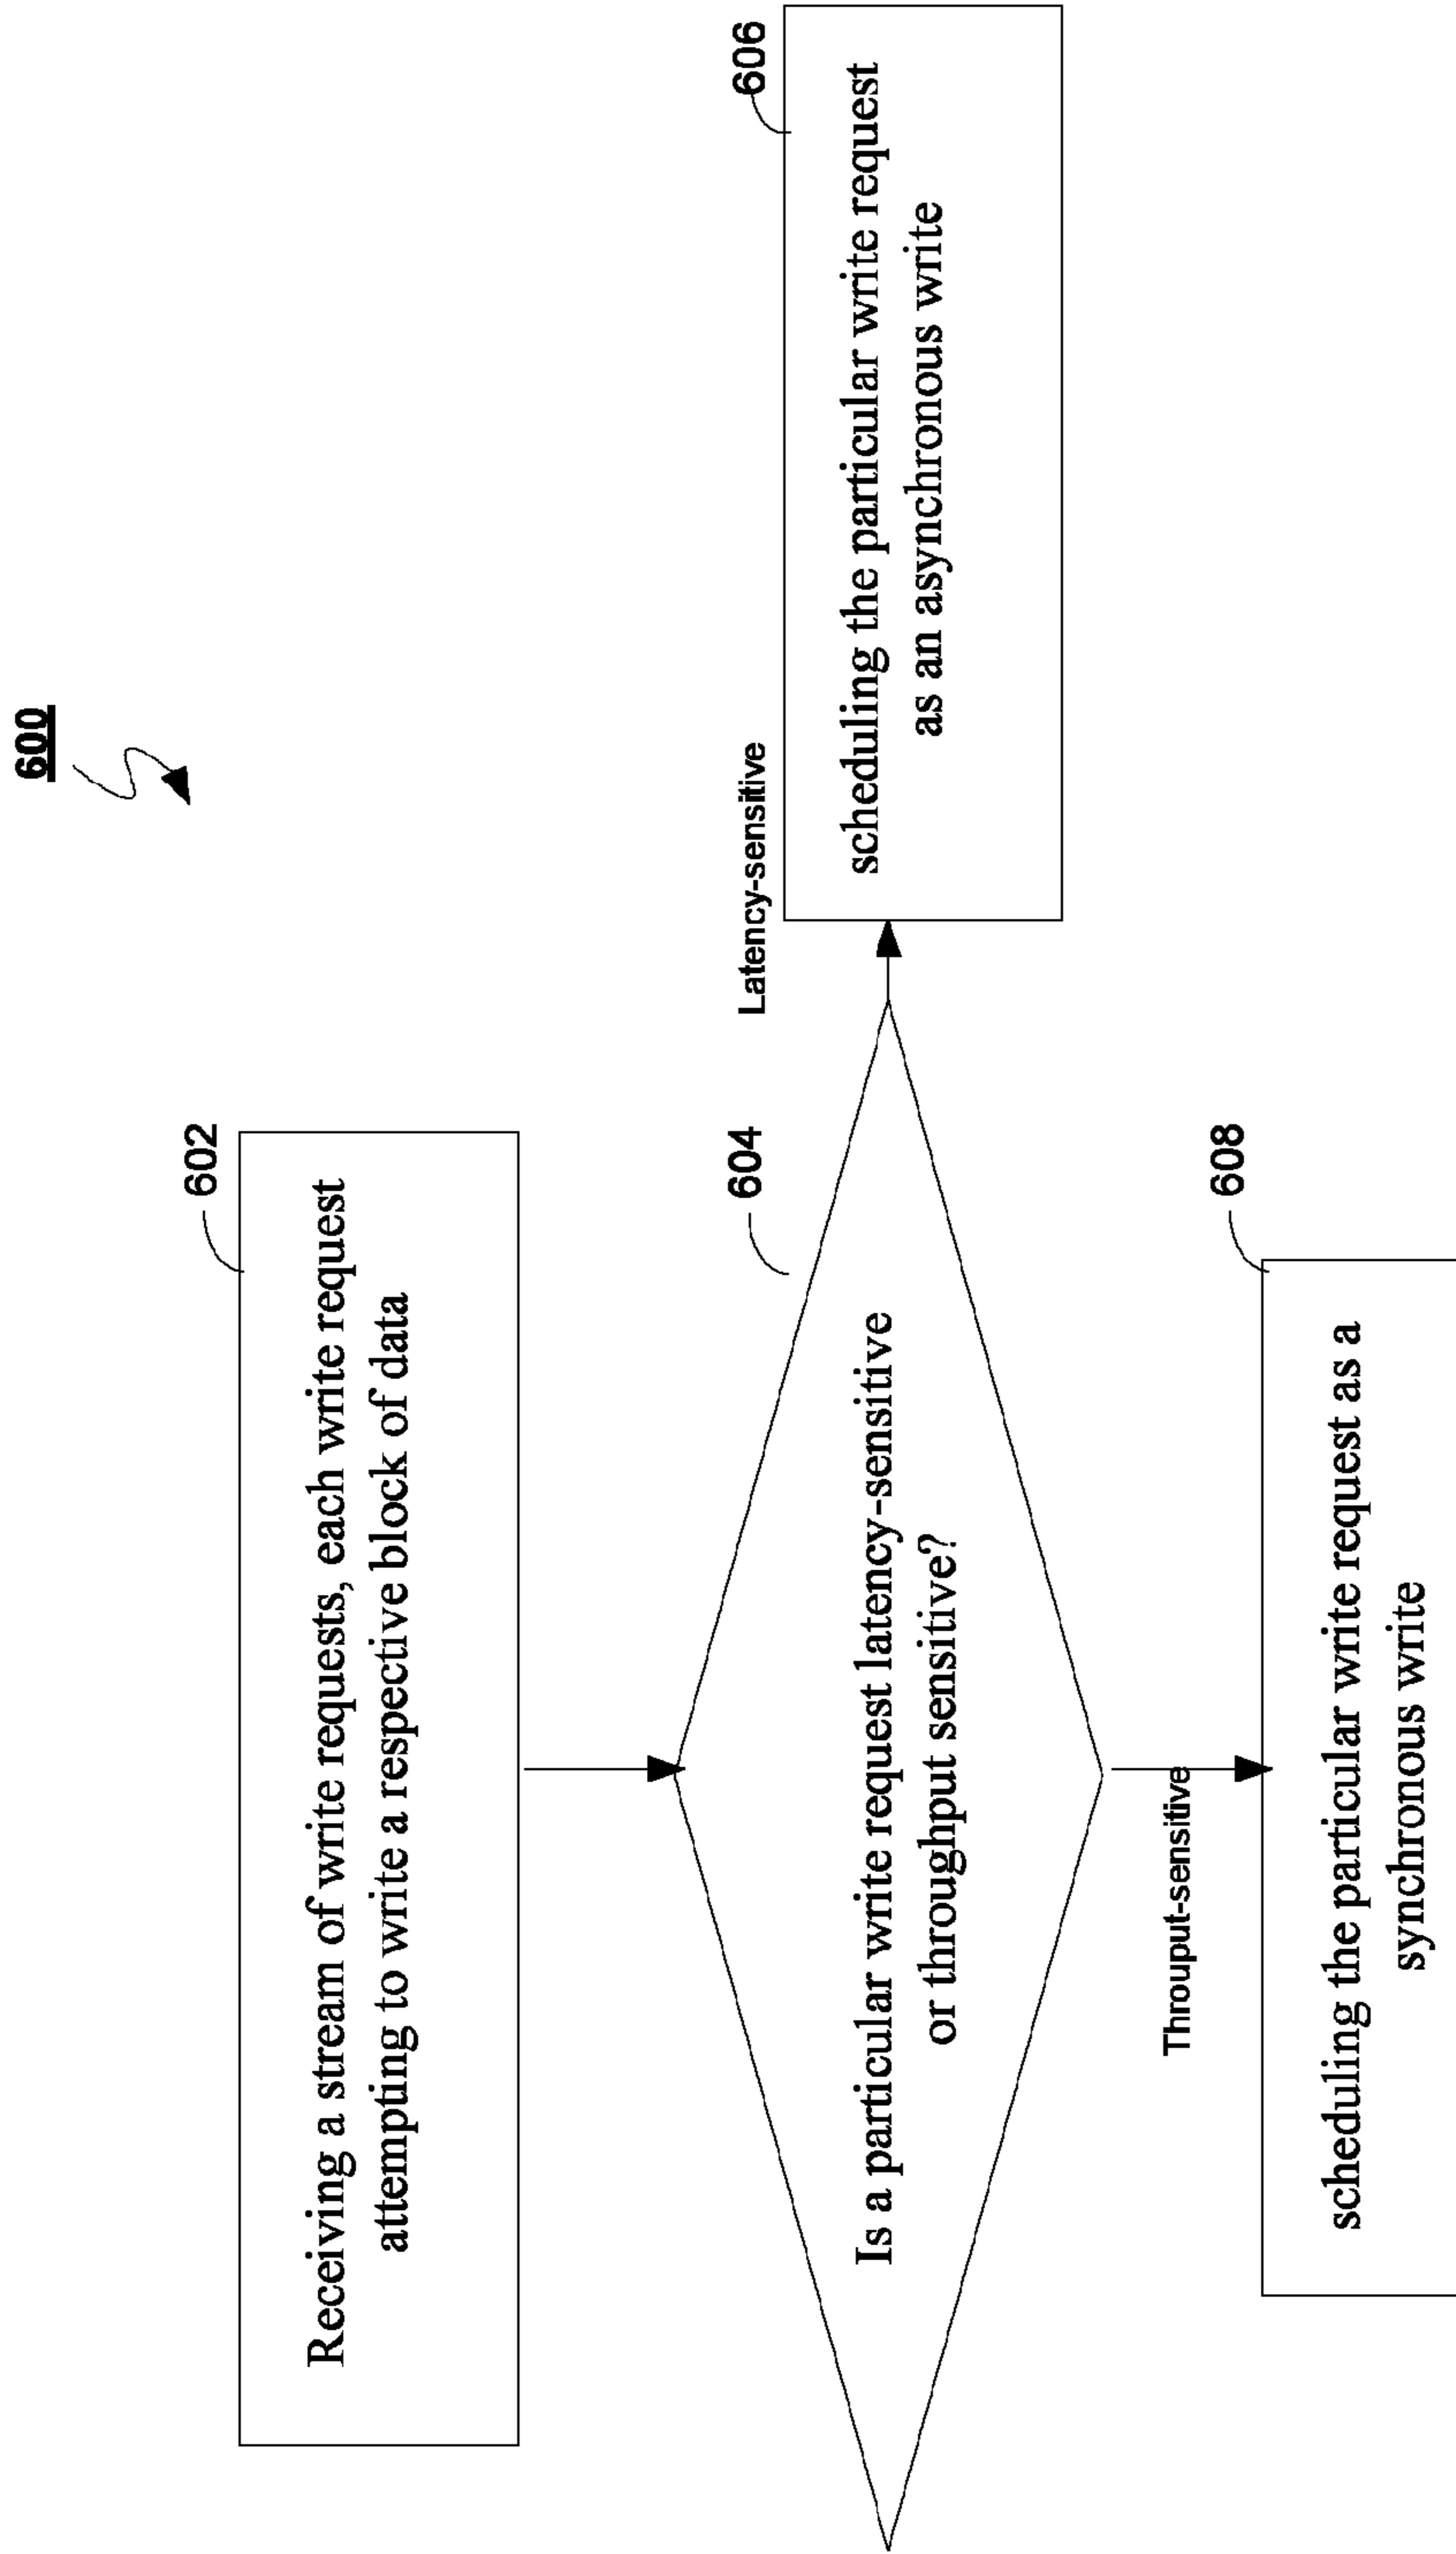 600
602
Receiving a stream of write requests, each write request
attempting to write a respective block of data
604
Is a particular write request latency-sensitive
or throughput sensitive?
Latency-sensitive
606
scheduling the particular write request
as an asynchronous write
Throuput-sensitive
608
scheduling the particular write request as a
synchronous write